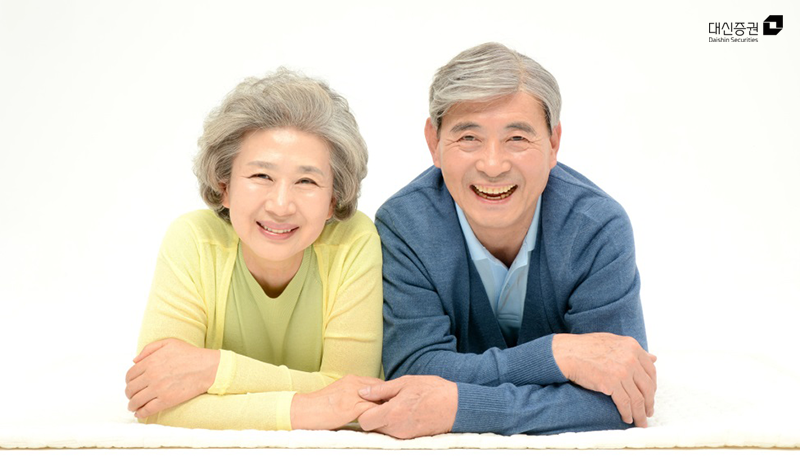 대신증권
Daishin Securities